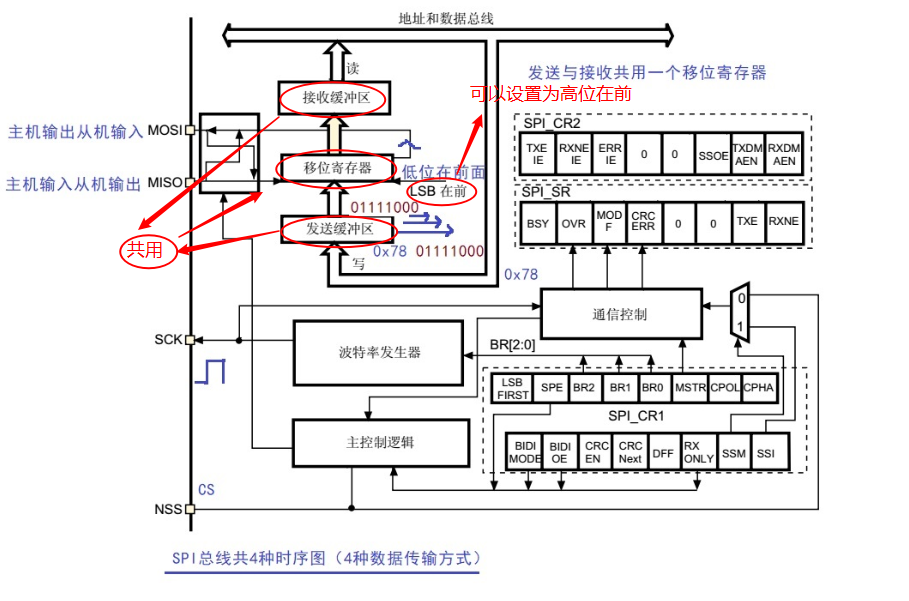 地址和数据总线
读
发送与接收共用一个移位寄存器
接收缓冲区
可以设置为高位在前
主机输出从机输入 MOSI
SPI_CR2
TXE IE
RXNE IE
ERR IE
0
0
SSOE
TXDM AEN
RXDM AEN
移位寄存器
低位在前面
主机输入从机输出 MISO
LSB 在前
SPI_SR
01111000
BSY
OVR
MOD F
CRC ERR
0
0
TXE
RXNE
发送缓冲区
共用
0x78 01111000
写
0x78
0
1
通信控制
SCK
波特率发生器
BR[2:0]
LSB FIRST
SPE
BR2
BR1
BR0
MSTR
CPOL
CPHA
SPI_CR1
主控制逻辑
BIDI MODE
BIDI OE
CRC EN
CRC Next
DFF
RX ONLY
SSM
SSI
CS
NSS
SPI总线共4种时序图（4种数据传输方式）